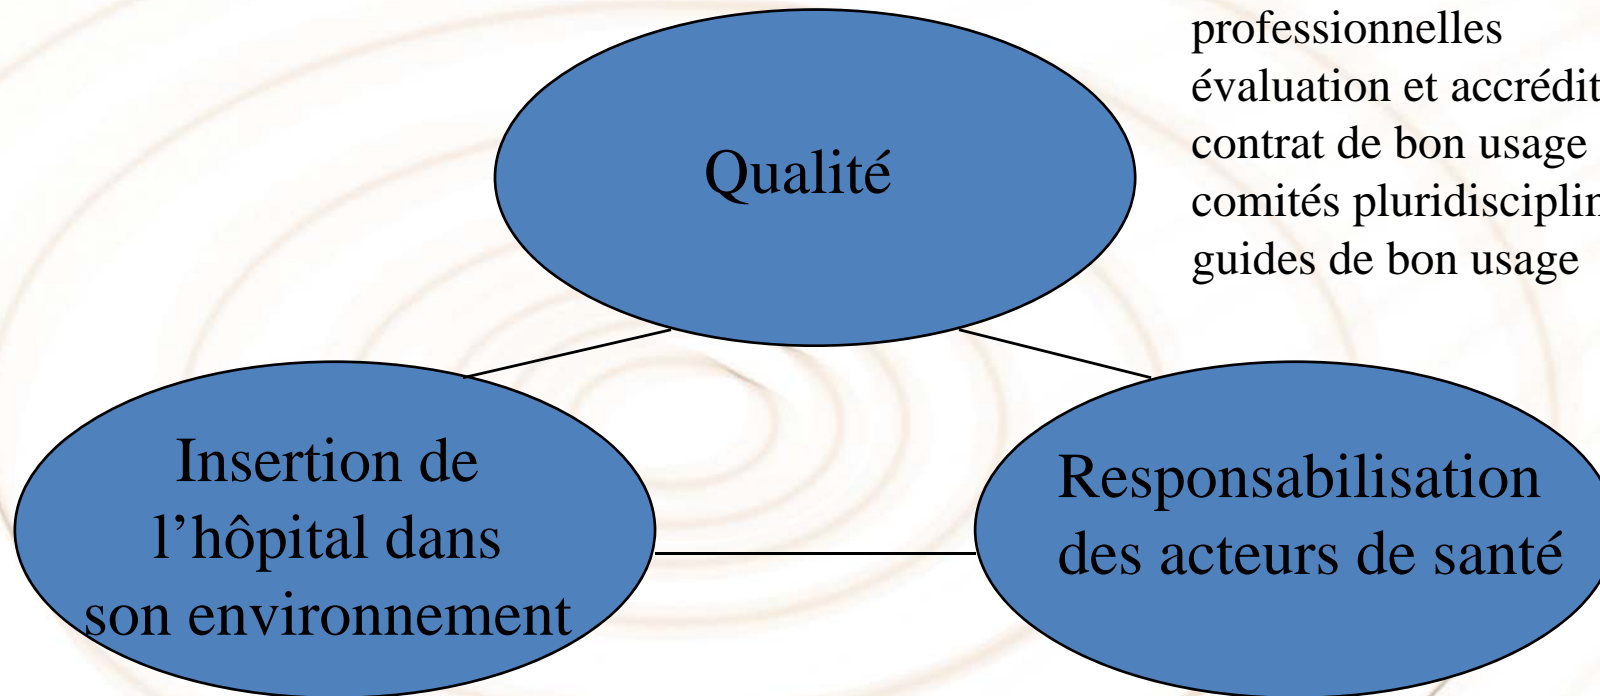 professionnelles
évaluation et accrédit
contrat de bon usage
comités pluridisciplin
guides de bon usage
Qualité
Insertion de
l’hôpital dans
son environnement
Responsabilisation
des acteurs de santé